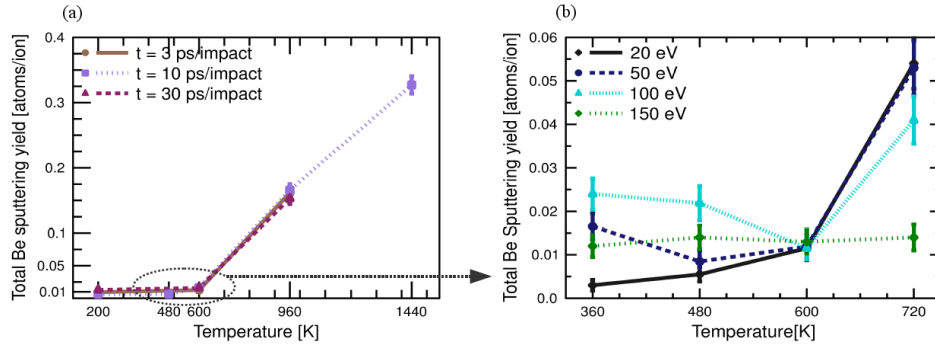 (a)
Total Be sputtering yield [atoms/ion]
0.4
0.3
0.2
0.1
0.05
0.01
t = 3 ps/impact
t = 10 ps/impact
t = 30 ps/impact
200 480 600 960 1440
Temperature [K]
(b)
Total Be Sputtering yield [atoms/ion]
0.06
0.05
0.04
0.03
0.02
0.01
0.0
20 eV
50 eV
100 eV
150 eV
360 480 600 720
Temperature[K]